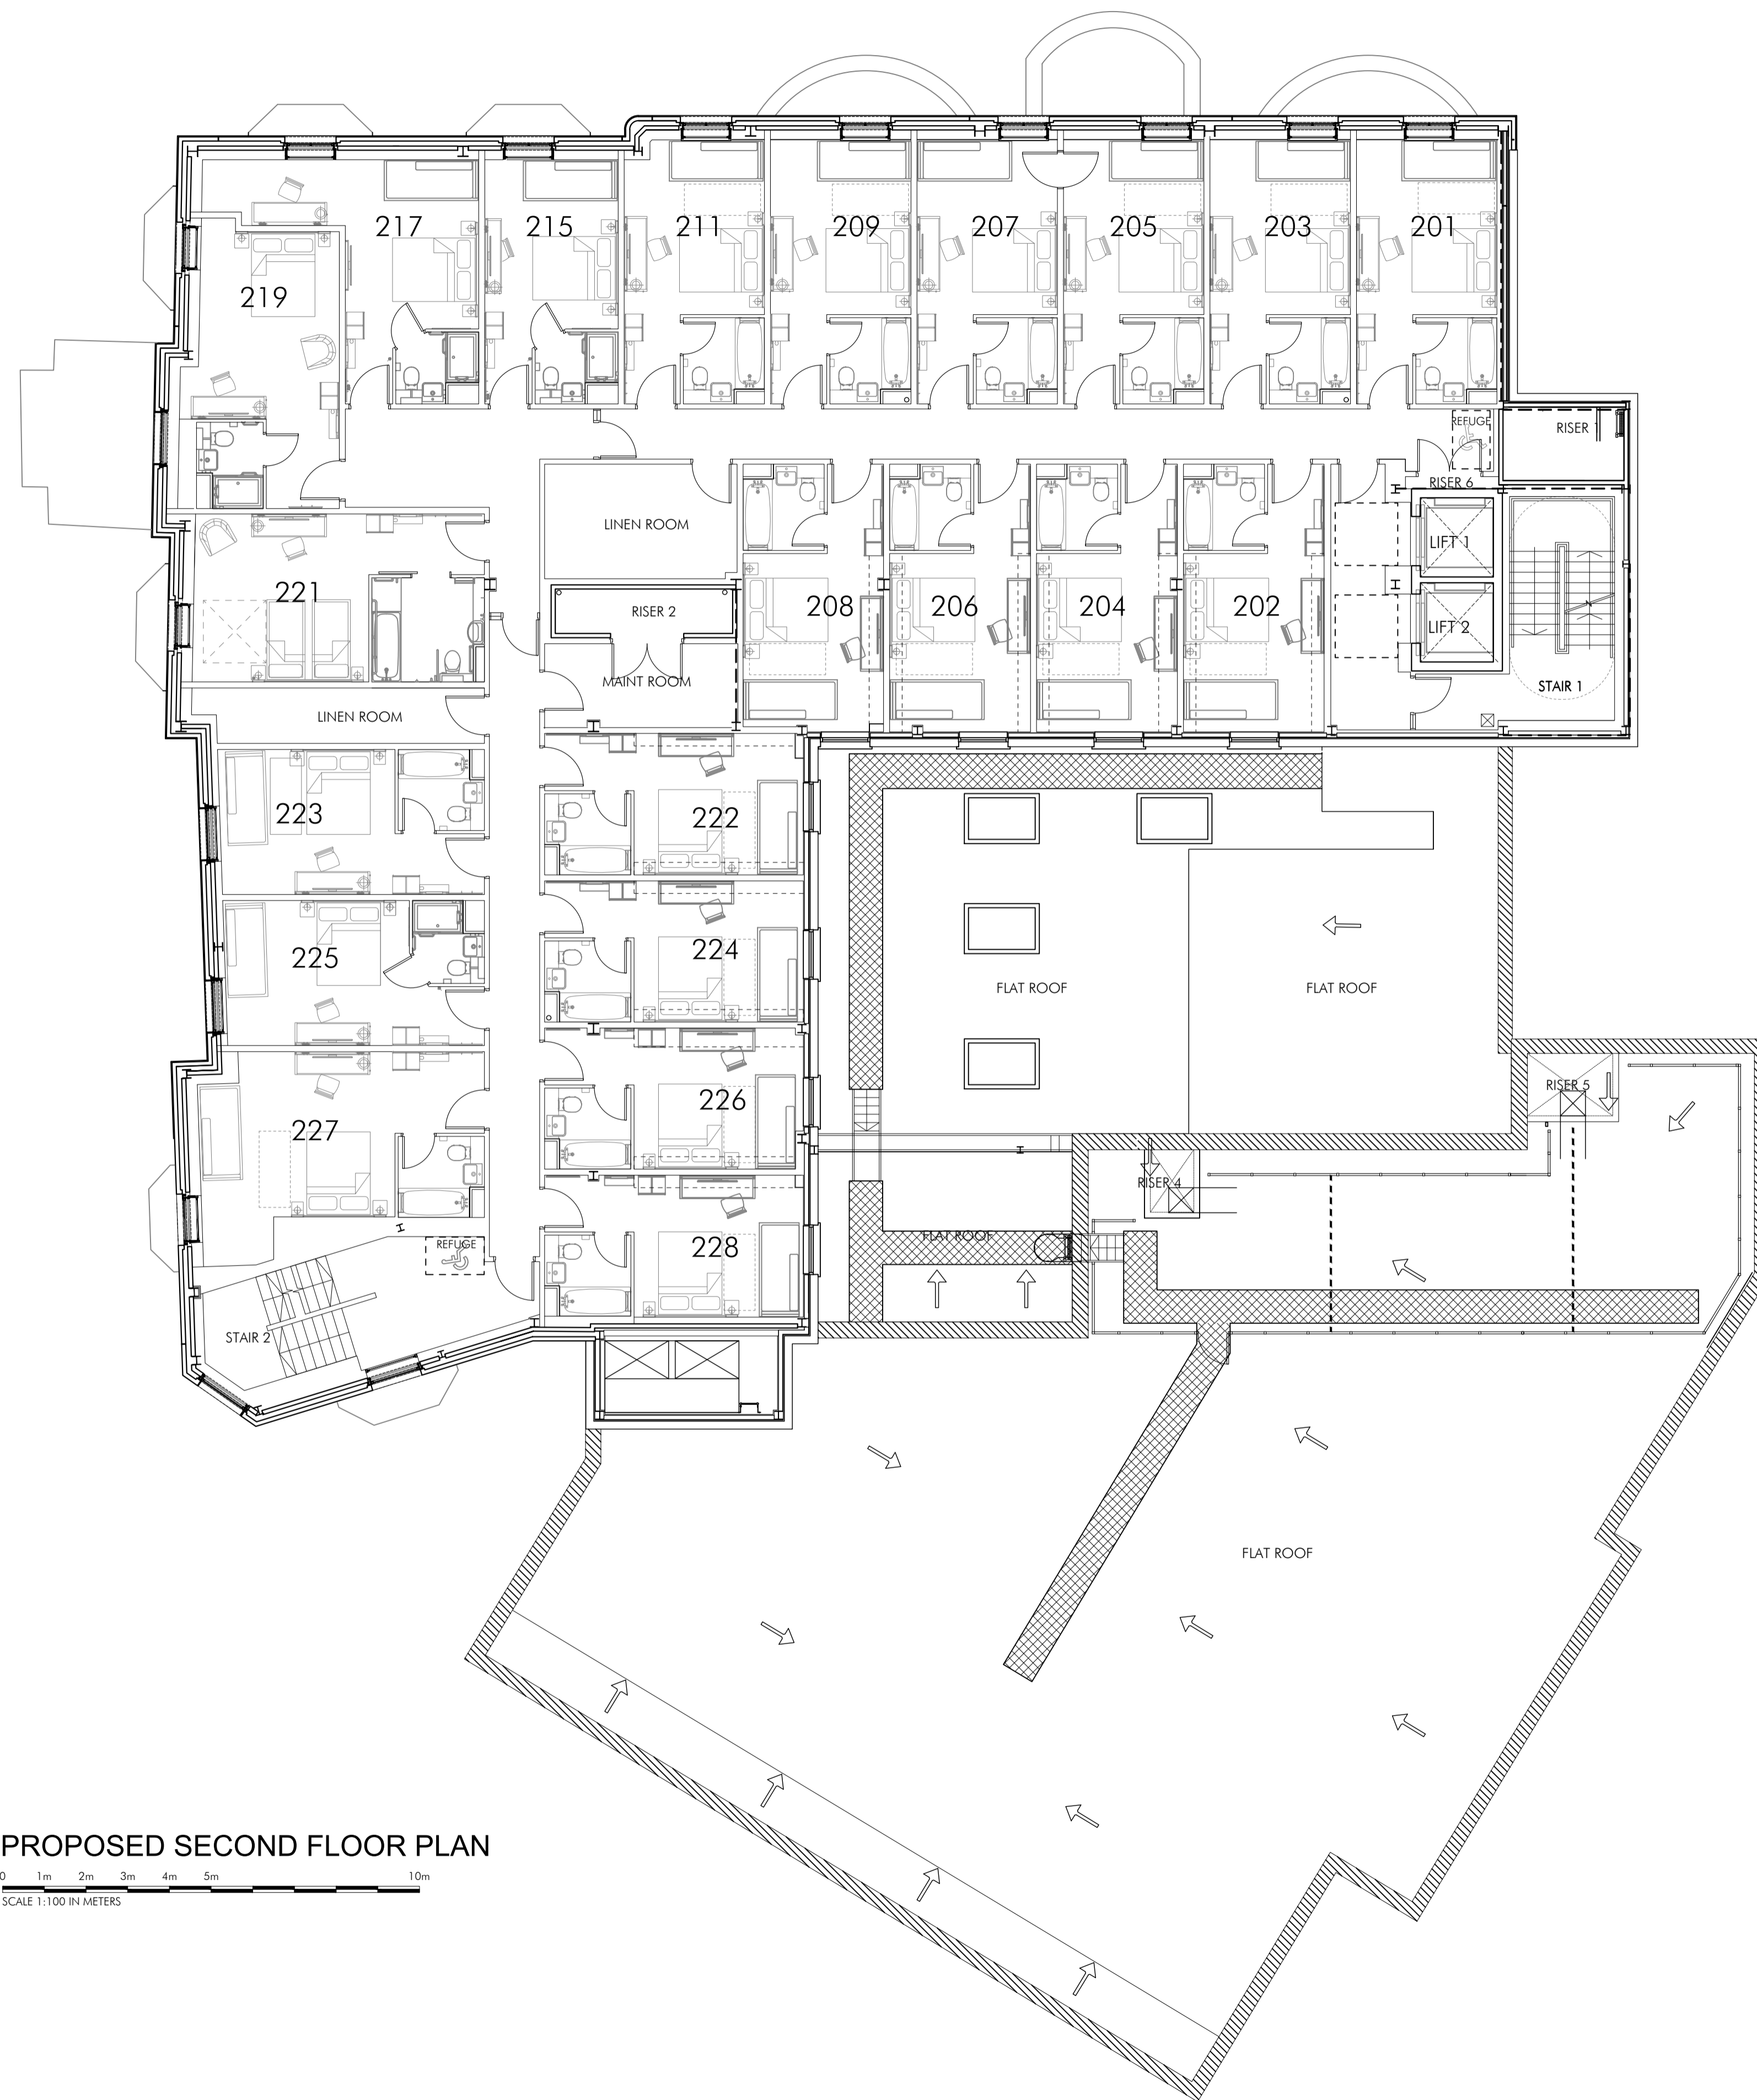 217
215
211
209
207
205
203
201
219
REFUGE
RISER 1
RISER 6
LINEN ROOM
LIFT 1
221
RISER 2
208
206
204
202
LIFT 2
MAINT ROOM
STAIR 1
LINEN ROOM
223
222
225
224
FLAT ROOF
FLAT ROOF
227
226
RISER 5
RISER 4
REFUGE
228
FLAT ROOF
STAIR 2
FLAT ROOF
PROPOSED SECOND FLOOR PLAN
0 1m 2m 3m 4m 5m 10m
SCALE 1:100 IN METERS